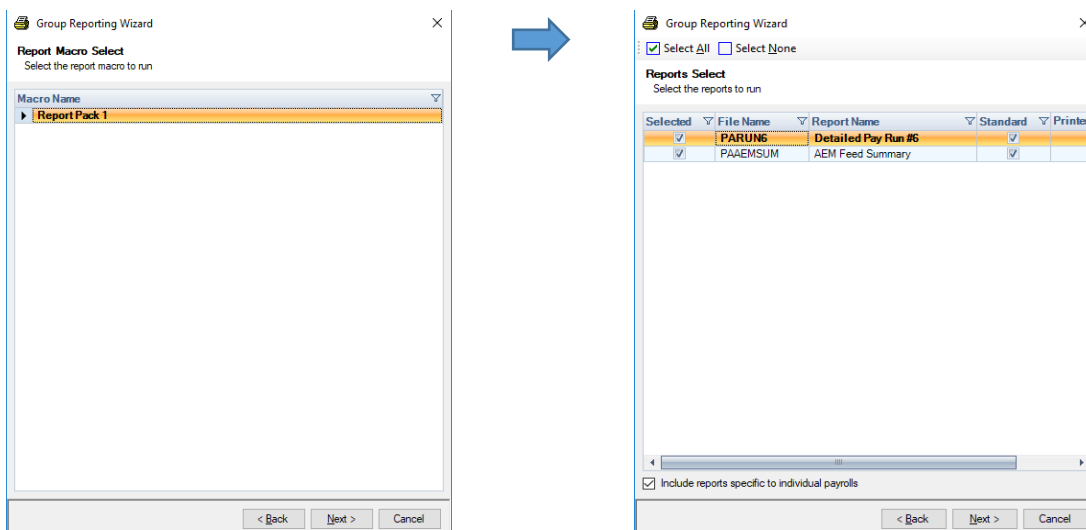 Group Reporting Wizard
Report Macro Select
Select the report macro to run
Macro Name
Report Pack 1
< Back Next > Cancel
Group Reporting Wizard
Select All Select None
Reports Select
Select the reports to run
Selected File Name Report Name Standard Printe
PARUN6 Detailed Pay Run #6
PAAEMSUM AEM Feed Summary
Include reports specific to individual payrolls
< Back Next > Cancel